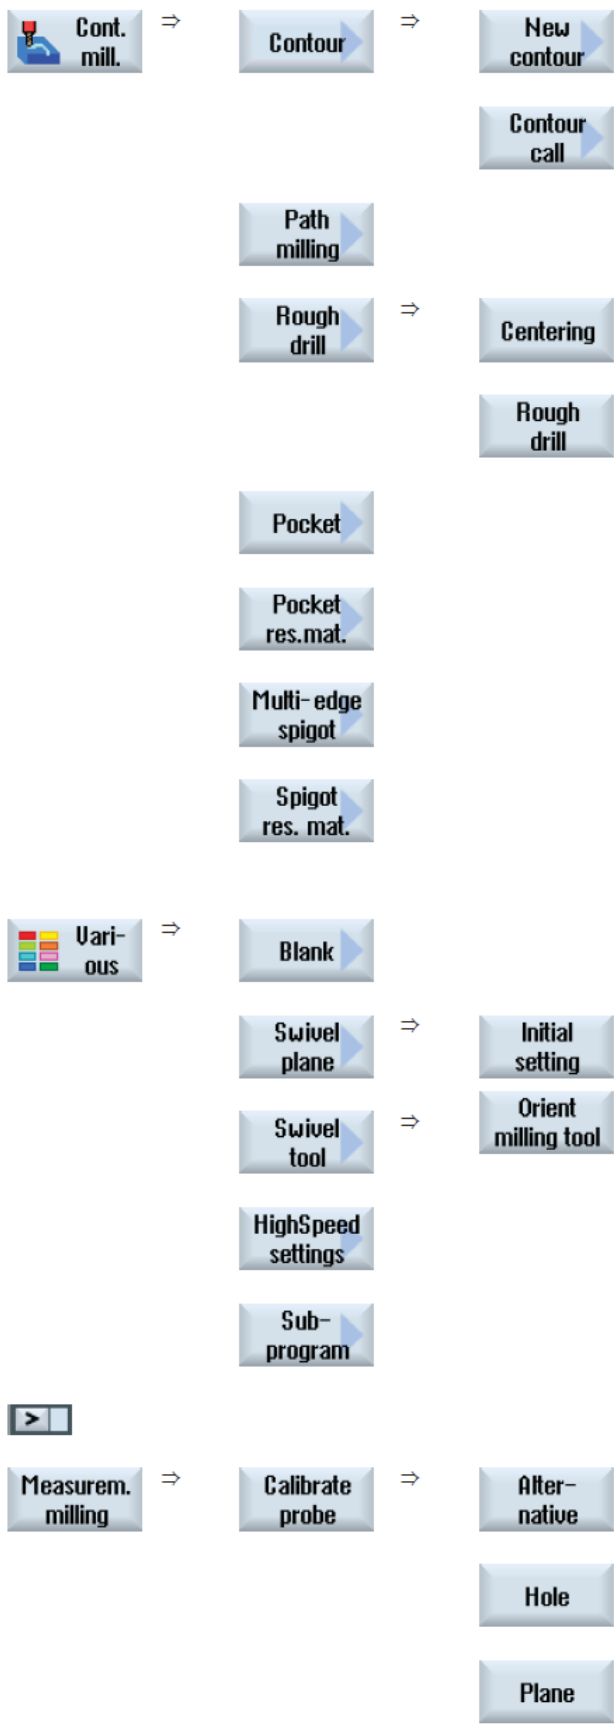 Cont.
mill.
⇒
Contour
⇒
New
contour
Contour
call
Path
milling
Rough
drill
⇒
Centering
Rough
drill
Pocket
Pocket
res.mat.
Multi-edge
spigot
Spigot
res. mat.
Vari-
ous
⇒
Blank
Swivel
plane
⇒
Initial
setting
Swivel
tool
⇒
Orient
milling tool
HighSpeed
settings
Sub-
program
>
Measurem.
milling
⇒
Calibrate
probe
⇒
Alter-
native
Hole
Plane